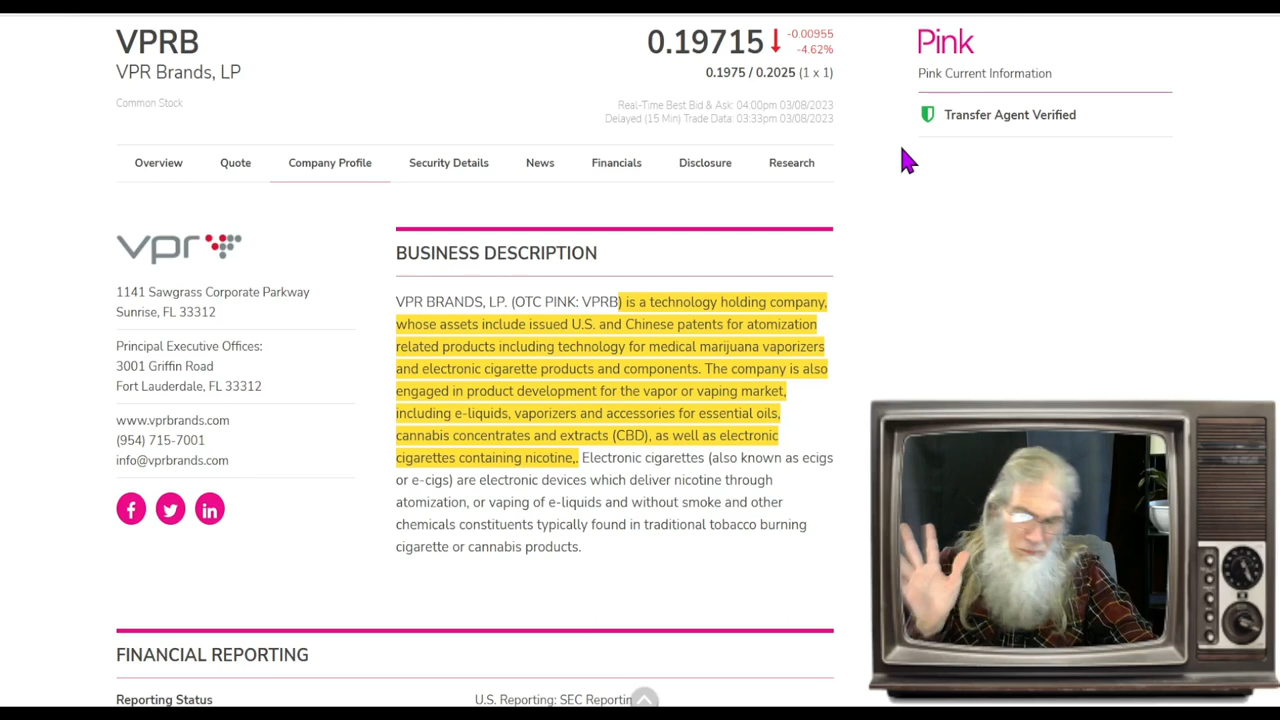 VPRB
VPR Brands, LP
Common Stock
0.19715 -0.00955
-4.62%
0.1975 / 0.2025 (1 x 1)
Real-Time Best Bid & Ask: 04:00pm 03/08/2023
Delayed (15 Min) Trade Data: 03:33pm 03/08/2023
Pink
Pink Current Information
Transfer Agent Verified
Overview Quote Company Profile Security Details News Financials Disclosure Research
vpr
1141 Sawgrass Corporate Parkway
Sunrise, FL 33312
Principal Executive Offices:
3001 Griffin Road
Fort Lauderdale, FL 33312
www.vprbrands.com
(954) 715-7001
info@vprbrands.com
BUSINESS DESCRIPTION
VPR BRANDS, LP. (OTC PINK: VPRB) is a technology holding company,
whose assets include issued U.S. and Chinese patents for atomization
related products including technology for medical marijuana vaporizers
and electronic cigarette products and components. The company is also
engaged in product development for the vapor or vaping market,
including e-liquids, vaporizers and accessories for essential oils,
cannabis concentrates and extracts (CBD), as well as electronic
cigarettes containing nicotine,. Electronic cigarettes (also known as ecigs
or e-cigs) are electronic devices which deliver nicotine through
atomization, or vaping of e-liquids and without smoke and other
chemicals constituents typically found in traditional tobacco burning
cigarette or cannabis products.
FINANCIAL REPORTING
Reporting Status U.S. Reporting: SEC Reportin